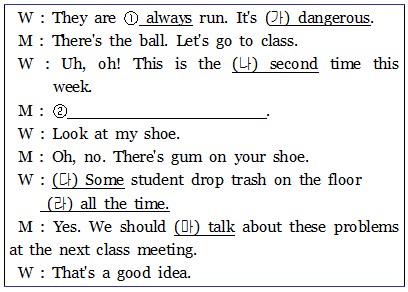 W : They are ① always run. It's (가) dangerous.
M : There's the ball. Let's go to class.
W : Uh, oh! This is the (나) second time this
week.
M : ②______________________.
W : Look at my shoe.
M : Oh, no. There's gum on your shoe.
W : (다) Some student drop trash on the floor
(라) all the time.
M : Yes. We should (마) talk about these problems
at the next class meeting.
W : That's a good idea.